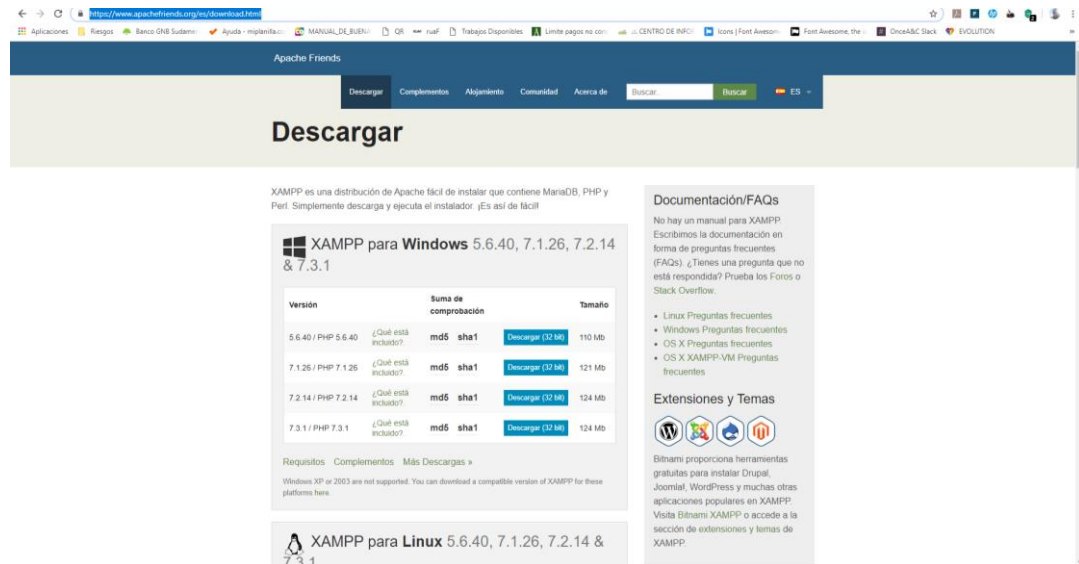 https://www.apachefriends.org/es/download.html
Aplicaciones Riesgos Banco GNB Sudame Ayuda - miplanilla.co MANUAL_DE_BUENA QR ruaF Trabajos Disponibles Limite pagos no con CENTRO DE INFO Icons | Font Awesom Font Awesome, the OnceA&C Slack EVOLUTION
Apache Friends
Descargar Complementos Alojamiento Comunidad Acerca de Buscar... Buscar ES
Descargar
XAMPP es una distribución de Apache fácil de instalar que contiene MariaDB, PHP y
Perl. Simplemente descarga y ejecuta el instalador. ¡Es así de fácil!
XAMPP para Windows 5.6.40, 7.1.26, 7.2.14
& 7.3.1
Versión Suma de comprobación Tamaño
5.6.40 / PHP 5.6.40 ¿Qué está incluido? md5 sha1 Descargar (32 bit) 110 Mb
7.1.26 / PHP 7.1.26 ¿Qué está incluido? md5 sha1 Descargar (32 bit) 121 Mb
7.2.14 / PHP 7.2.14 ¿Qué está incluido? md5 sha1 Descargar (32 bit) 124 Mb
7.3.1 / PHP 7.3.1 ¿Qué está incluido? md5 sha1 Descargar (32 bit) 124 Mb
Requisitos Complementos Más Descargas »
Windows XP or 2003 are not supported. You can download a compatible version of XAMPP for these
platforms here.
XAMPP para Linux 5.6.40, 7.1.26, 7.2.14 &
7.3.1
Documentación/FAQs
No hay un manual para XAMPP.
Escribimos la documentación en
forma de preguntas frecuentes
(FAQs). ¿Tienes una pregunta que no
está respondida? Prueba los Foros o
Stack Overflow.
Linux Preguntas frecuentes
Windows Preguntas frecuentes
OS X Preguntas frecuentes
OS X XAMPP-VM Preguntas
frecuentes
Extensiones y Temas
Bitnami proporciona herramientas
gratuitas para instalar Drupal,
Joomla!, WordPress y muchas otras
aplicaciones populares en XAMPP.
Visita Bitnami XAMPP o accede a la
sección de extensiones y temas de
XAMPP.